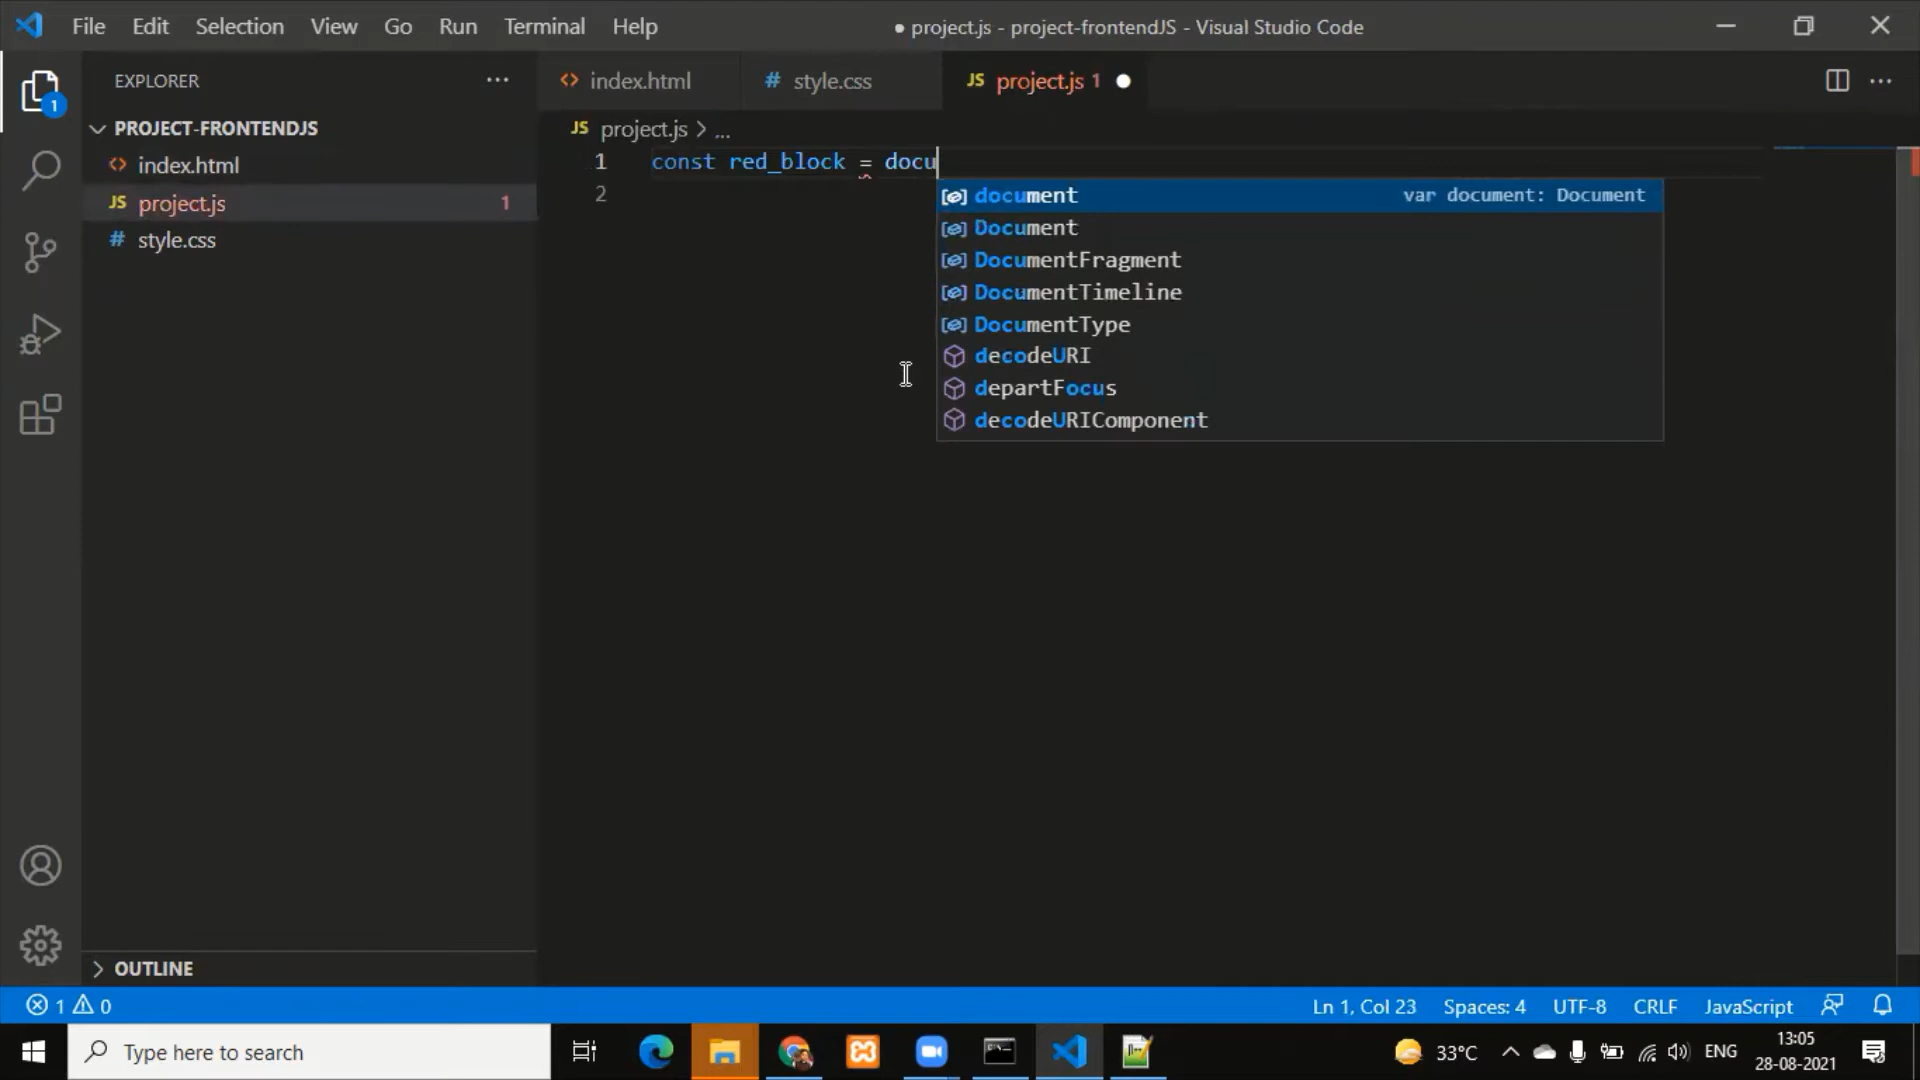 File Edit Selection View Go Run Terminal Help
● project.js - project-frontendJS - Visual Studio Code
EXPLORER
PROJECT-FRONTENDJS
index.html
JS project.js 1
# style.css
OUTLINE
index.html
# style.css
JS project.js 1
JS project.js > ...
1 const red_block = docu
2
document var document: Document
Document
DocumentFragment
DocumentTimeline
DocumentType
decodeURI
departFocus
decodeURIComponent
1
1 0
Ln 1, Col 23 Spaces: 4 UTF-8 CRLF JavaScript
Type here to search
33°C
ENG
13:05
28-08-2021